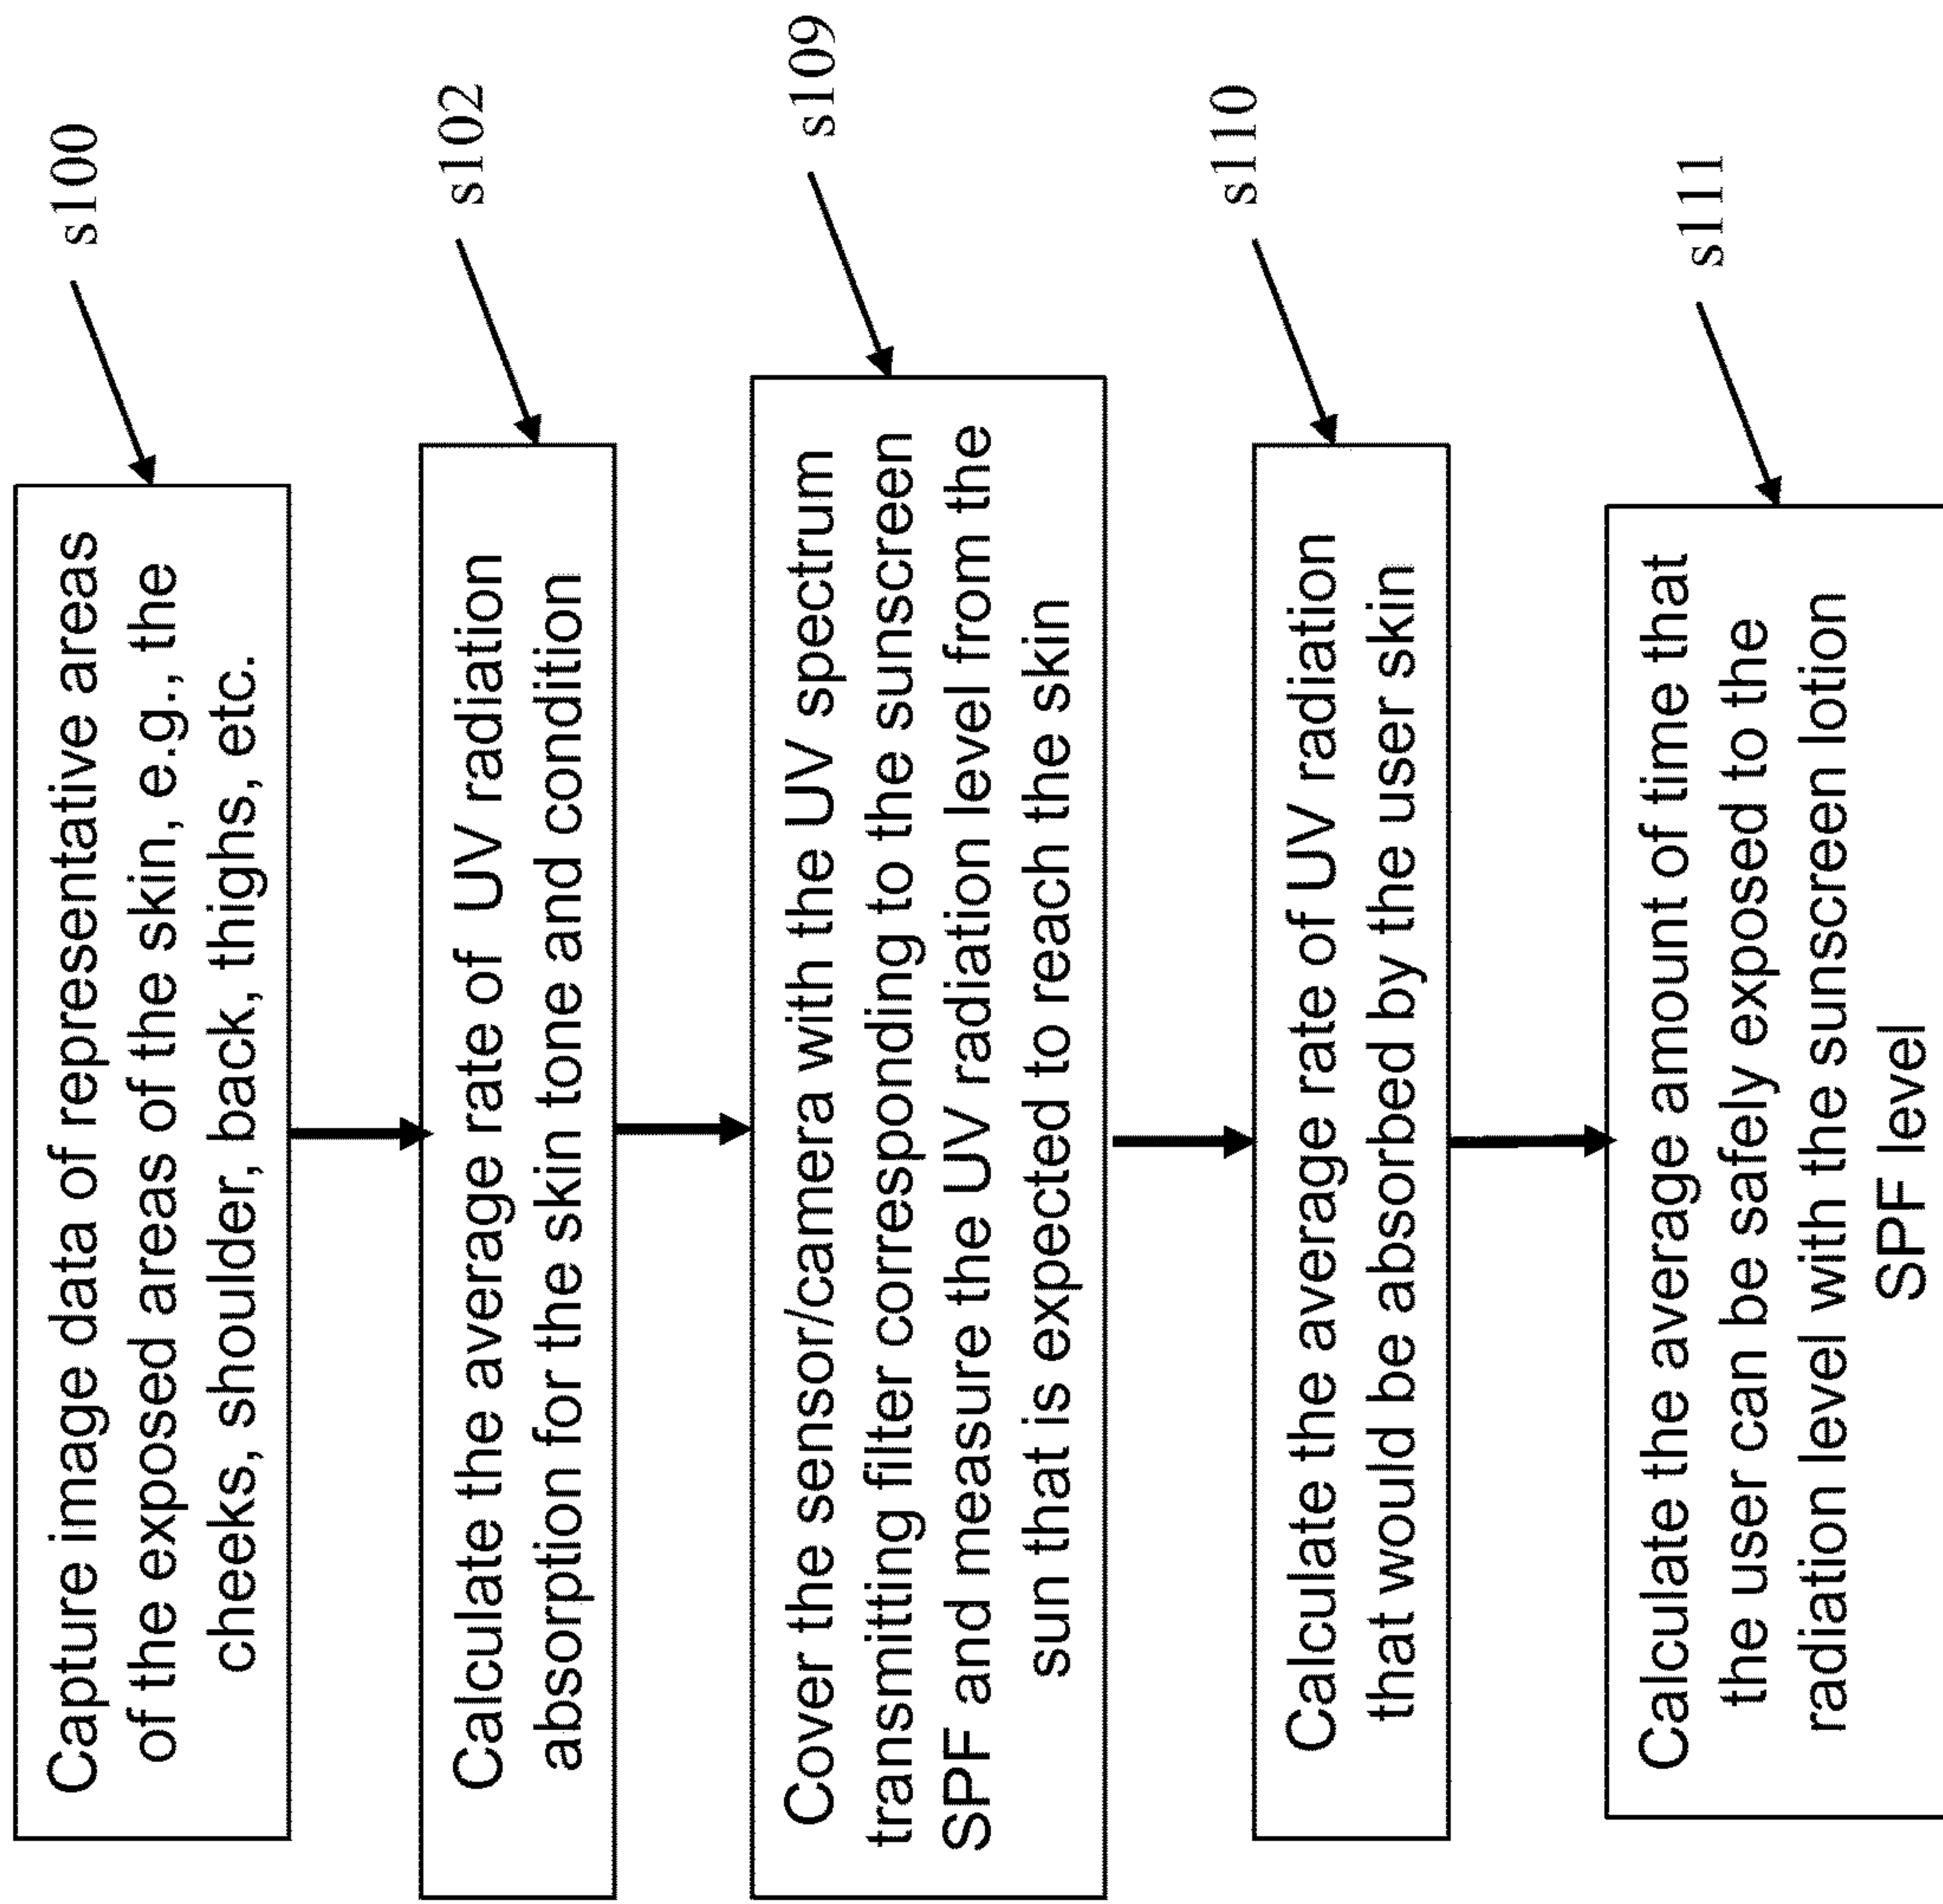 Capture image data of representative areas
of the exposed areas of the skin, e.g., the
cheeks, shoulder, back, thighs, etc.
s100
Calculate the average rate of UV radiation
absorption for the skin tone and condition
s102
Cover the sensor/camera with the UV spectrum
transmitting filter corresponding to the sunscreen
SPF and measure the UV radiation level from the
sun that is expected to reach the skin
s109
Calculate the average rate of UV radiation
that would be absorbed by the user skin
s110
Calculate the average amount of time that
the user can be safely exposed to the
radiation level with the sunscreen lotion
SPF level
s111